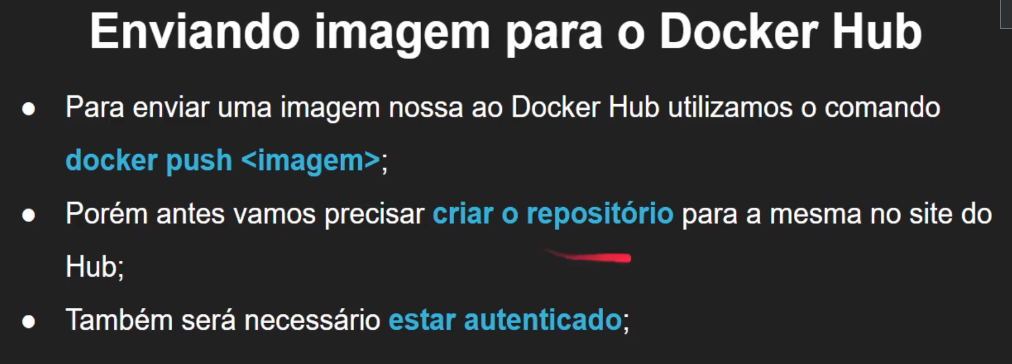 Enviando imagem para o Docker Hub
● Para enviar uma imagem nossa ao Docker Hub utilizamos o comando
docker push <imagem>;
● Porém antes vamos precisar criar o repositório para a mesma no site do
Hub;
● Também será necessário estar autenticado;